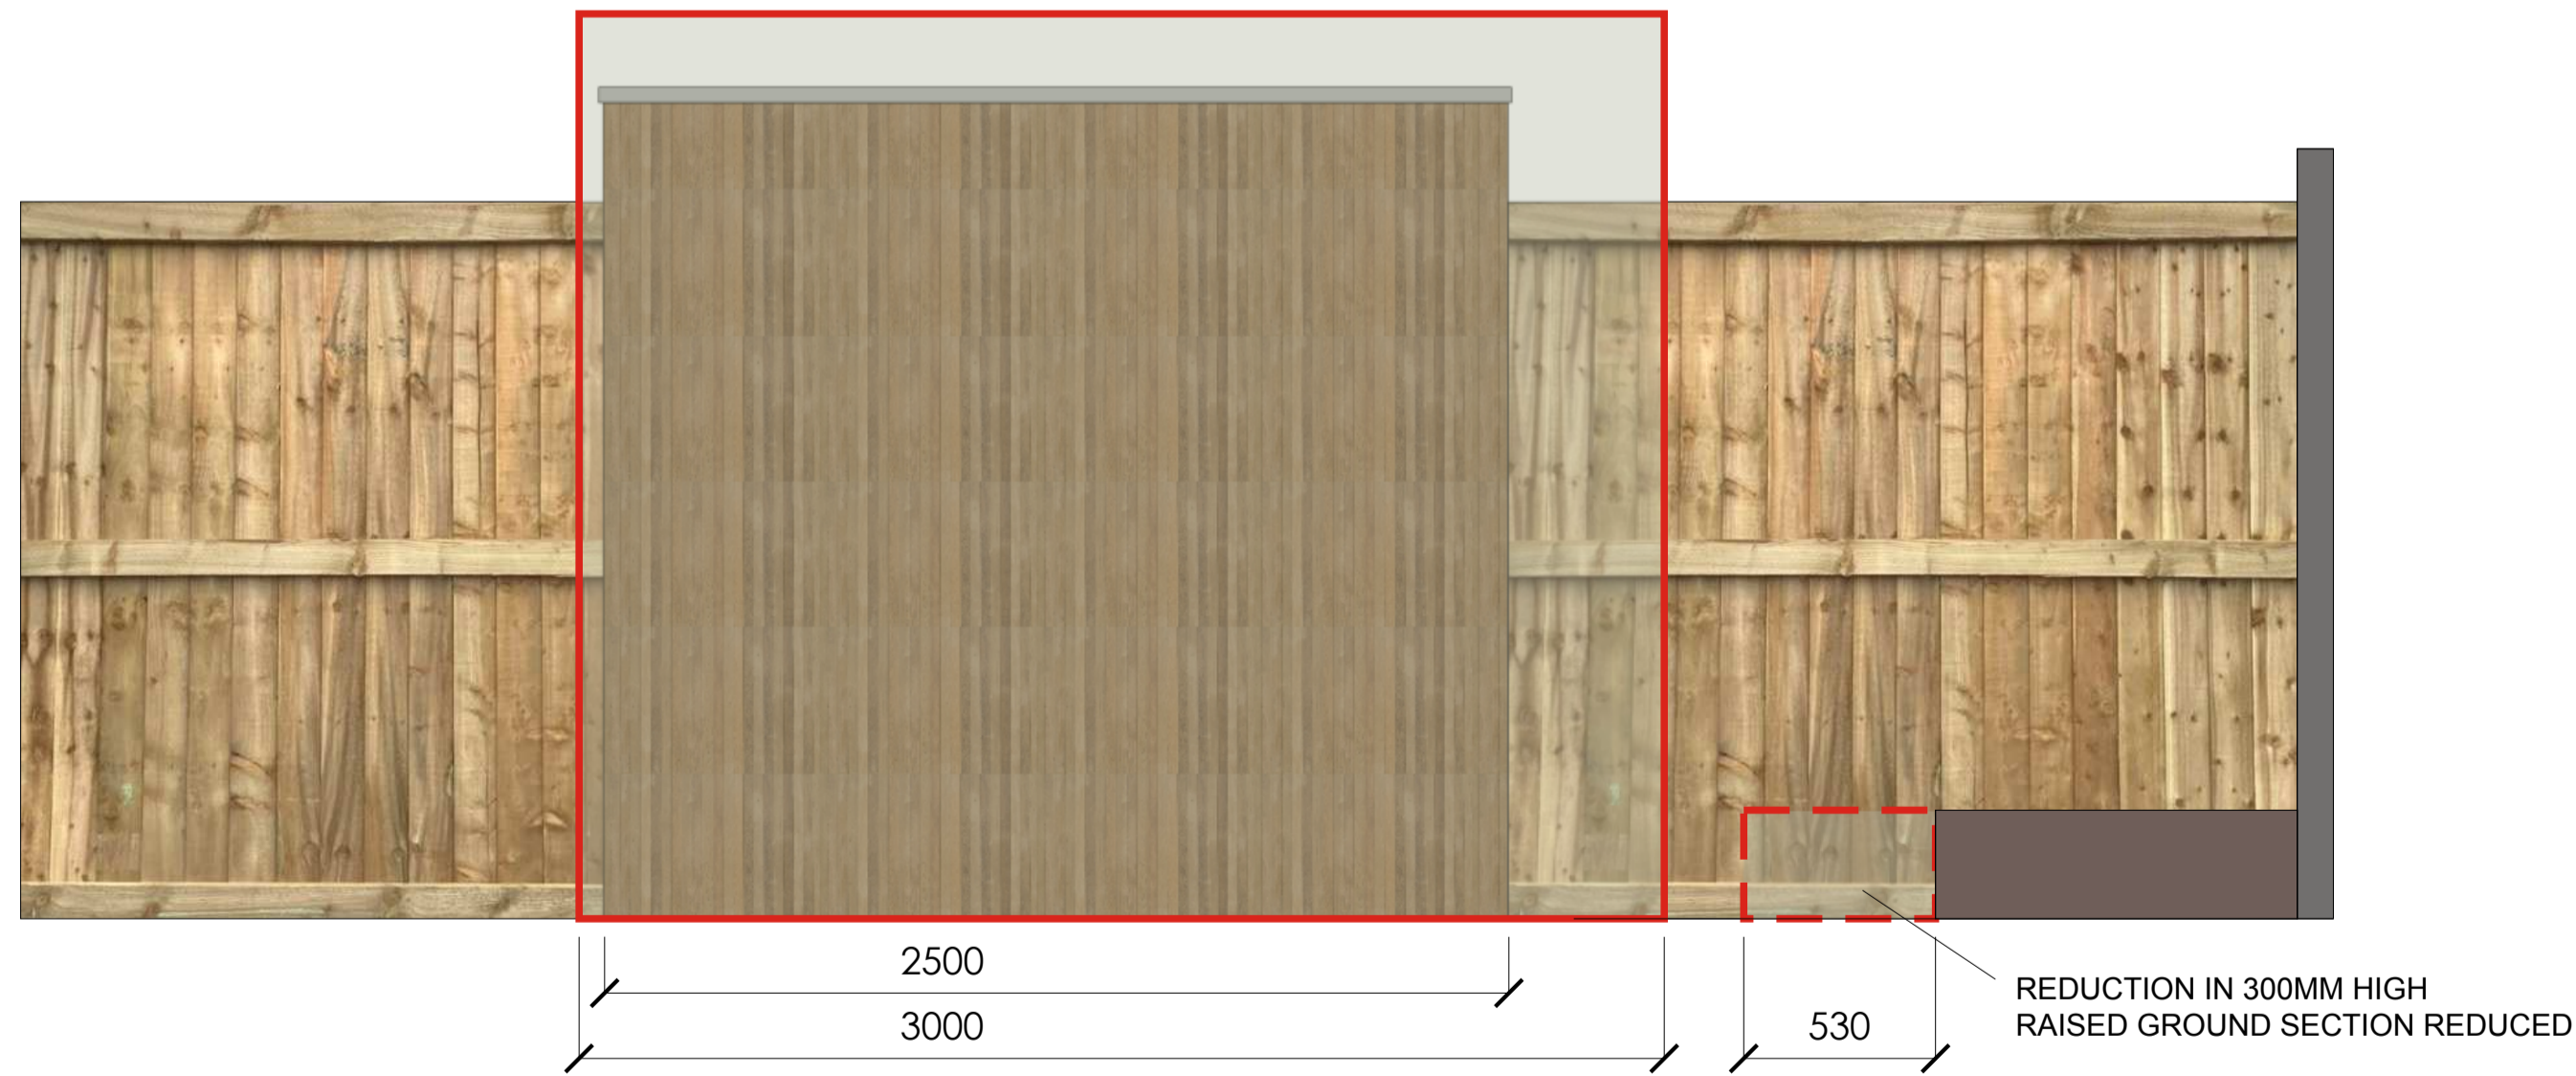 2500
3000
530
REDUCTION IN 300MM HIGH
RAISED GROUND SECTION REDUCED